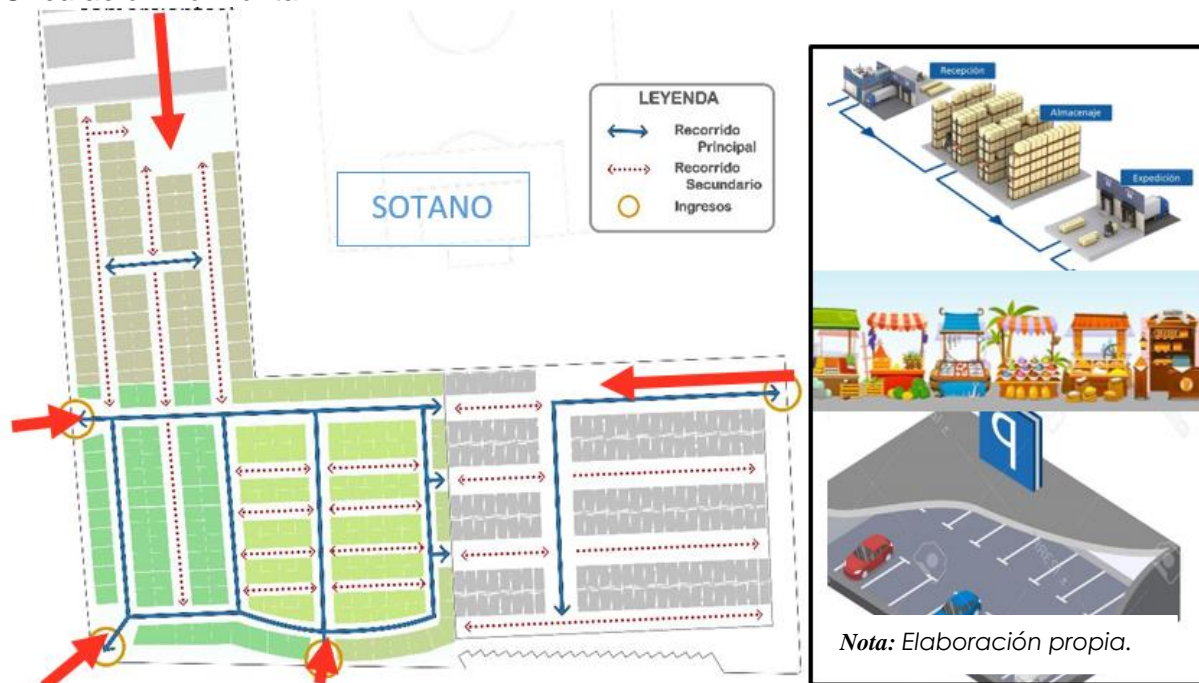 LEYENDA
Recorrido
Principal
Recorrido
Secundario
Ingresos
SOTANO
Recepción
Almacenaje
Expedición
Nota: Elaboración propia.